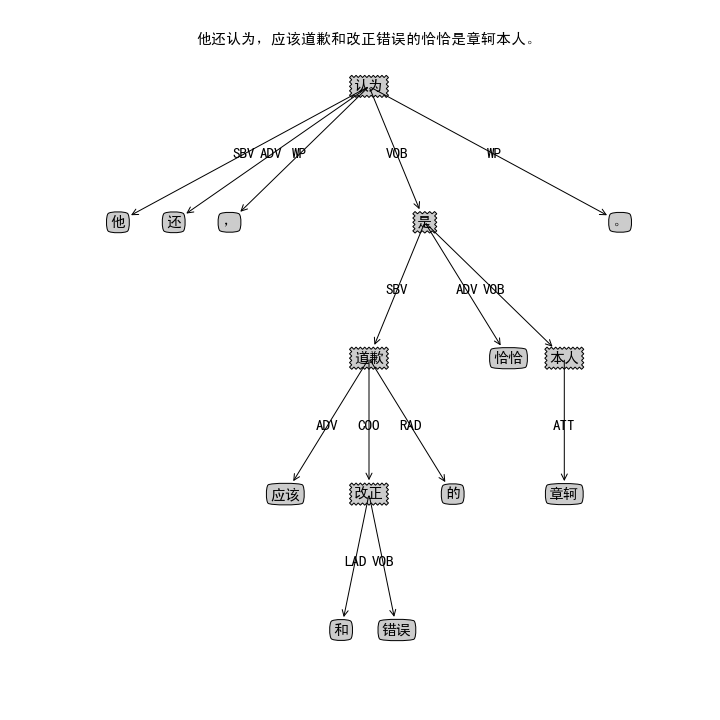 他还认为，应该道歉和改正错误的恰恰是章轲本人。
认为
SBV ADV WP VOB WP
他 还 ， 是 。
SBV ADV VOB
道歉 恰恰 本人
ADV COO RAD ATT
应该 改正 的 章轲
LAD VOB
和 错误